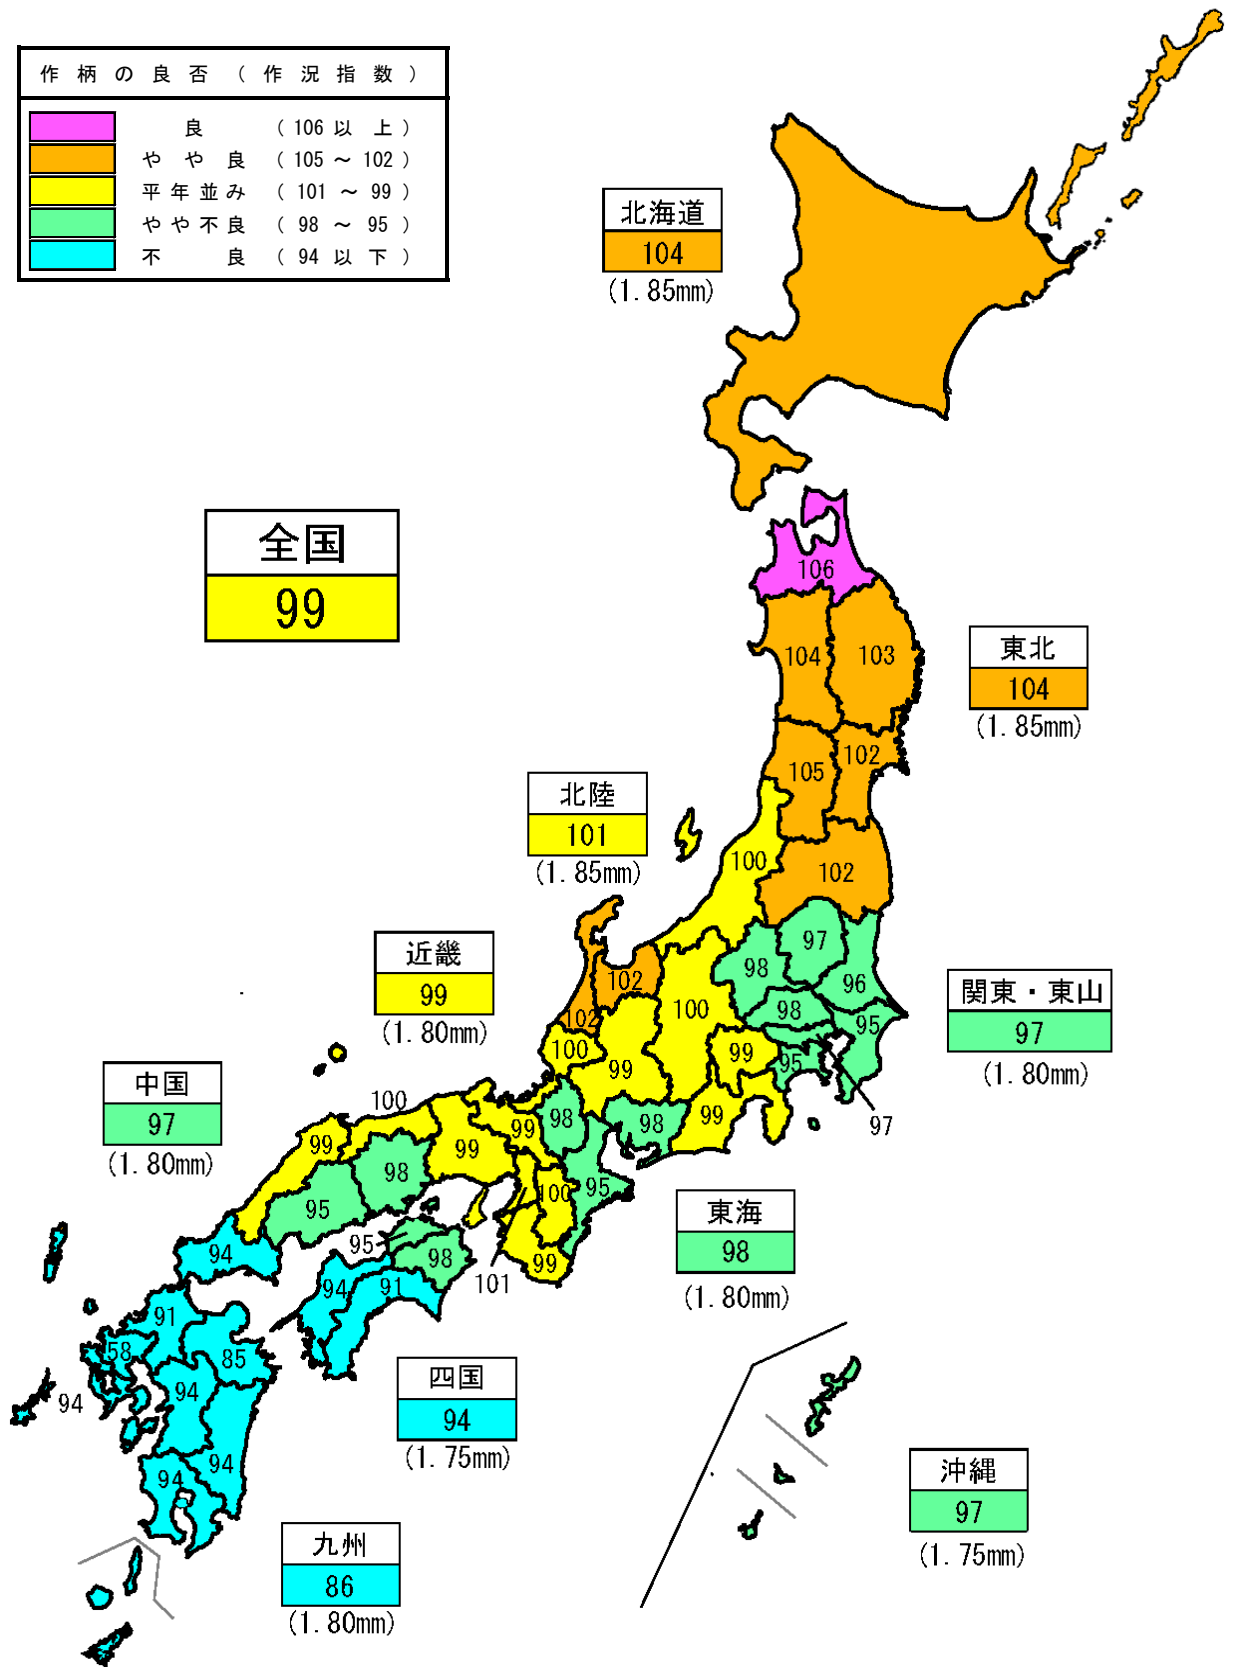 作柄の良否(作況指数)
良 (106以上)
やや良 (105～102)
平年並み (101～99)
やや不良 (98～95)
不良 (94以下)
北海道
104
(1.85mm)
全国
99
106
104
103
東北
104
(1.85mm)
102
105
北陸
101
(1.85mm)
100
102
近畿
99
(1.80mm)
97
98
96
関東・東山
97
(1.80mm)
102
100
98
95
102
100
99
99
95
97
中国
97
(1.80mm)
100
99
98
99
99
98
98
99
95
95
100
東海
98
(1.80mm)
94
95
98
99
101
94
91
91
58
85
94
94
94
94
四国
94
(1.75mm)
沖縄
97
(1.75mm)
九州
86
(1.80mm)